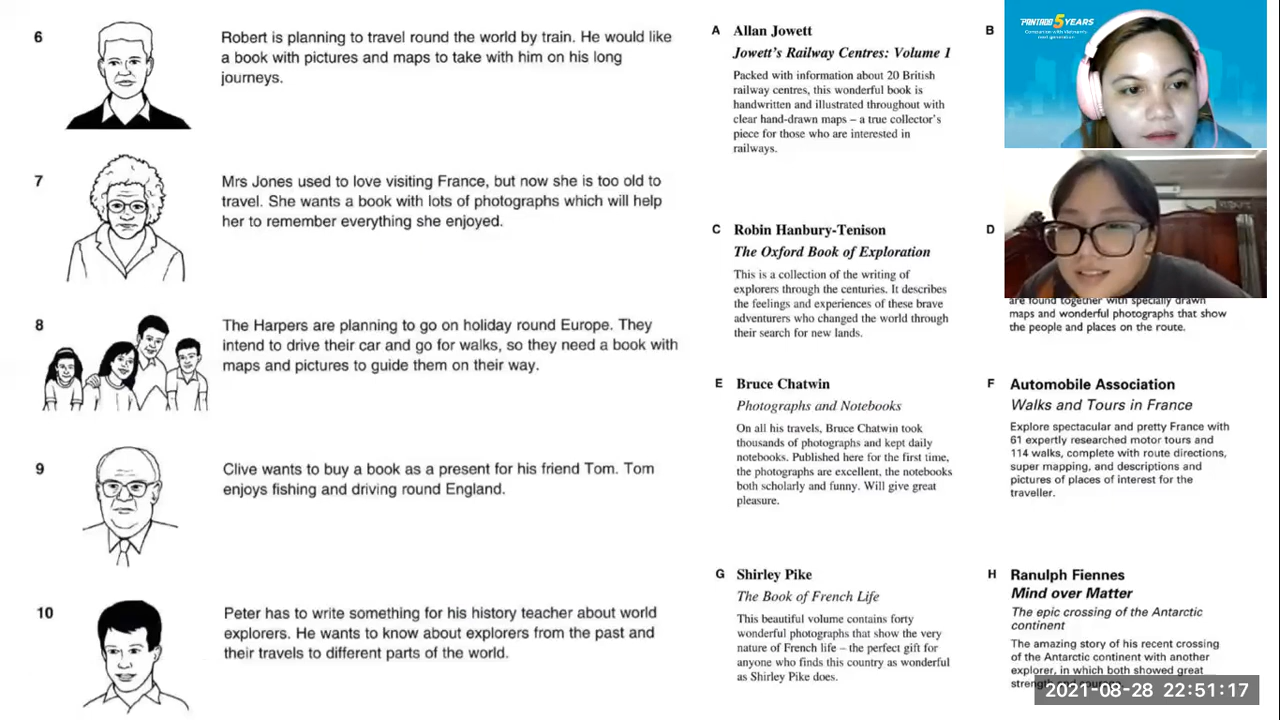 6
Robert is planning to travel round the world by train. He would like
a book with pictures and maps to take with him on his long
journeys.
7
Mrs Jones used to love visiting France, but now she is too old to
travel. She wants a book with lots of photographs which will help
her to remember everything she enjoyed.
8
The Harpers are planning to go on holiday round Europe. They
intend to drive their car and go for walks, so they need a book with
maps and pictures to guide them on their way.
9
Clive wants to buy a book as a present for his friend Tom. Tom
enjoys fishing and driving round England.
10
Peter has to write something for his history teacher about world
explorers. He wants to know about explorers from the past and
their travels to different parts of the world.
A Allan Jowett
Jowett's Railway Centres: Volume 1
Packed with information about 20 British
railway centres, this wonderful book is
handwritten and illustrated throughout with
clear hand-drawn maps – a true collector's
piece for those who are interested in
railways.
B
PANTADO 5 YEARS
Companion with Vietnam's
next generation
C Robin Hanbury-Tenison
The Oxford Book of Exploration
This is a collection of the writing of
explorers through the centuries. It describes
the feelings and experiences of these brave
adventurers who changed the world through
their search for new lands.
D
are found together with specially drawn
maps and wonderful photographs that show
the people and places on the route.
E Bruce Chatwin
Photographs and Notebooks
On all his travels, Bruce Chatwin took
thousands of photographs and kept daily
notebooks. Published here for the first time,
the photographs are excellent, the notebooks
both scholarly and funny. Will give great
pleasure.
F Automobile Association
Walks and Tours in France
Explore spectacular and pretty France with
61 expertly researched motor tours and
114 walks, complete with route directions,
super mapping, and descriptions and
pictures of places of interest for the
traveller.
G Shirley Pike
The Book of French Life
This beautiful volume contains forty
wonderful photographs that show the very
nature of French life – the perfect gift for
anyone who finds this country as wonderful
as Shirley Pike does.
H Ranulph Fiennes
Mind over Matter
The epic crossing of the Antarctic
continent
The amazing story of his recent crossing
of the Antarctic continent with another
explorer, in which both showed great
2021-08-28 22:51:17